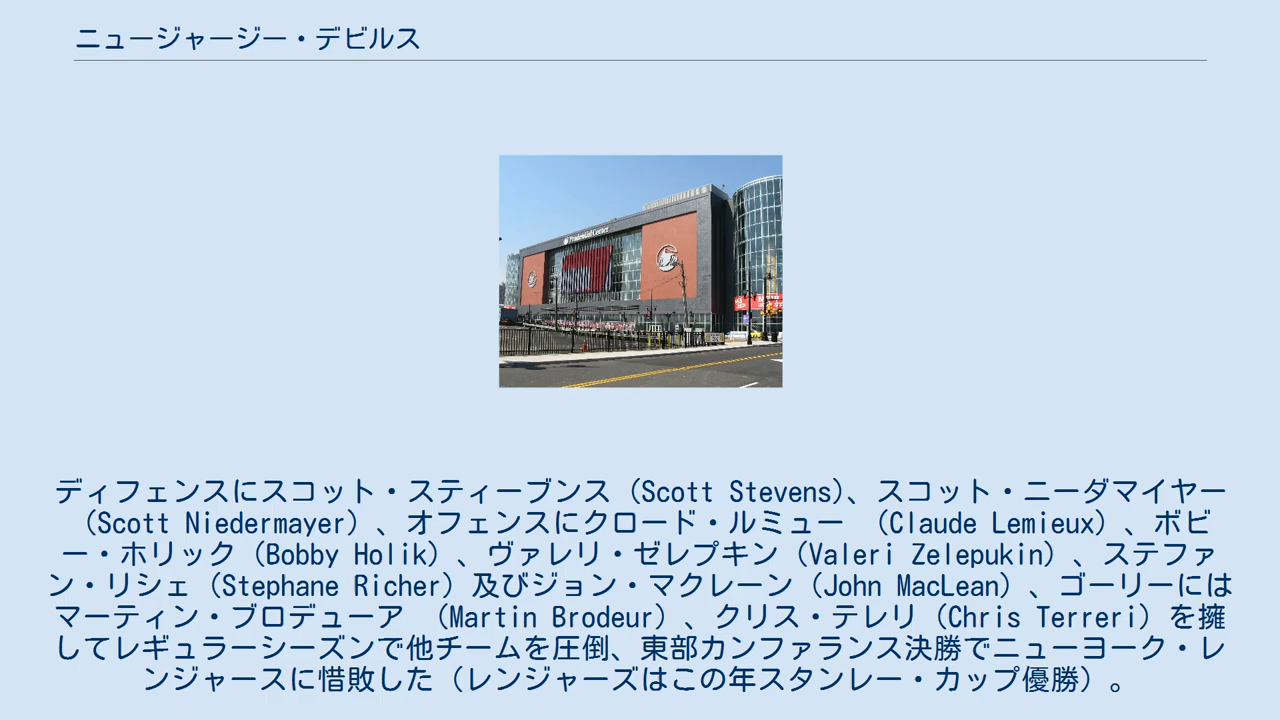 ニュージャージー・デビルス
Prudential Center
ディフェンスにスコット・スティーブンス（Scott Stevens)、スコット・ニーダマイヤー
（Scott Niedermayer）、オフェンスにクロード・ルミュー （Claude Lemieux）、ボビ
ー・ホリック（Bobby Holik）、ヴァレリ・ゼレプキン（Valeri Zelepukin）、ステファ
ン・リシェ（Stephane Richer）及びジョン・マクレーン（John MacLean）、ゴーリーには
マーティン・ブロデューア （Martin Brodeur）、クリス・テレリ（Chris Terreri）を擁
してレギュラーシーズンで他チームを圧倒、東部カンファランス決勝でニューヨーク・レ
ンジャースに惜敗した（レンジャーズはこの年スタンレー・カップ優勝）。